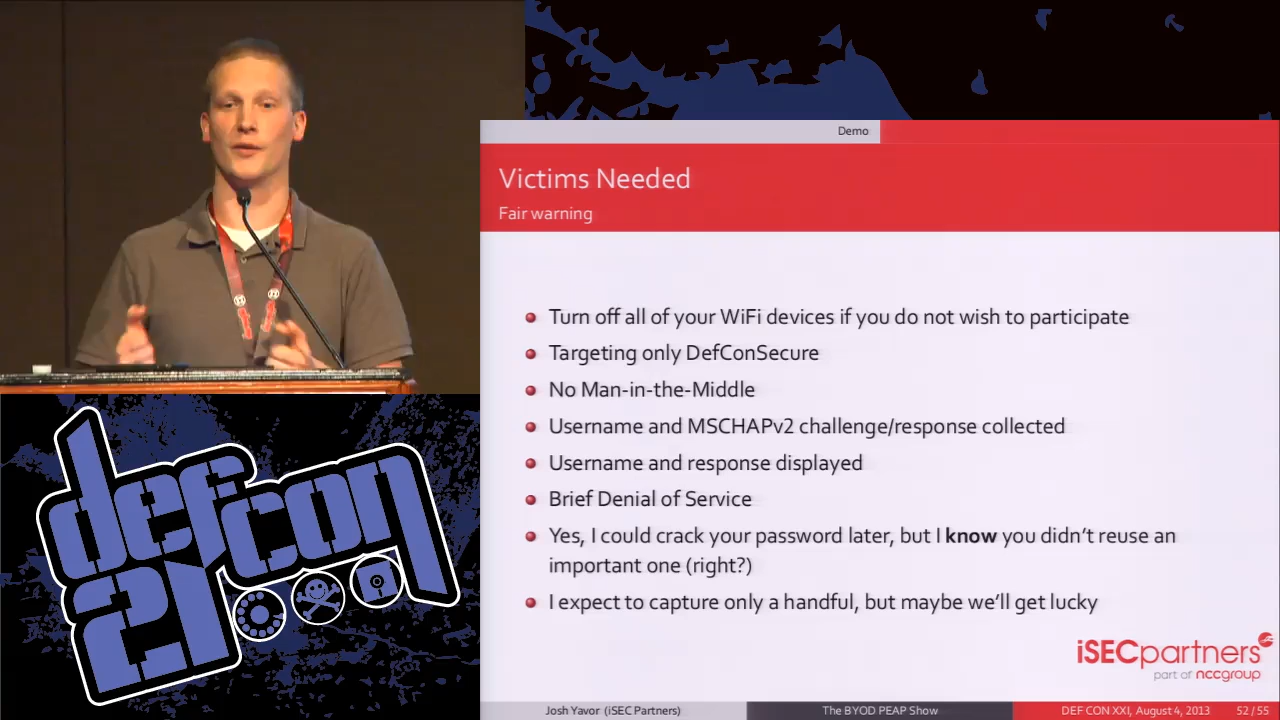 Demo
Victims Needed
Fair warning
Turn off all of your WiFi devices if you do not wish to participate
Targeting only DefConSecure
No Man-in-the-Middle
Username and MSCHAPv2 challenge/response collected
Username and response displayed
Brief Denial of Service
Yes, I could crack your password later, but I know you didn't reuse an
important one (right?)
I expect to capture only a handful, but maybe we'll get lucky
iSECpartners
part of nccgroup
Josh Yavor (iSEC Partners)
The BYOD PEAP Show
DEF CON XXI, August 4, 2013
52 / 55
defcon
21